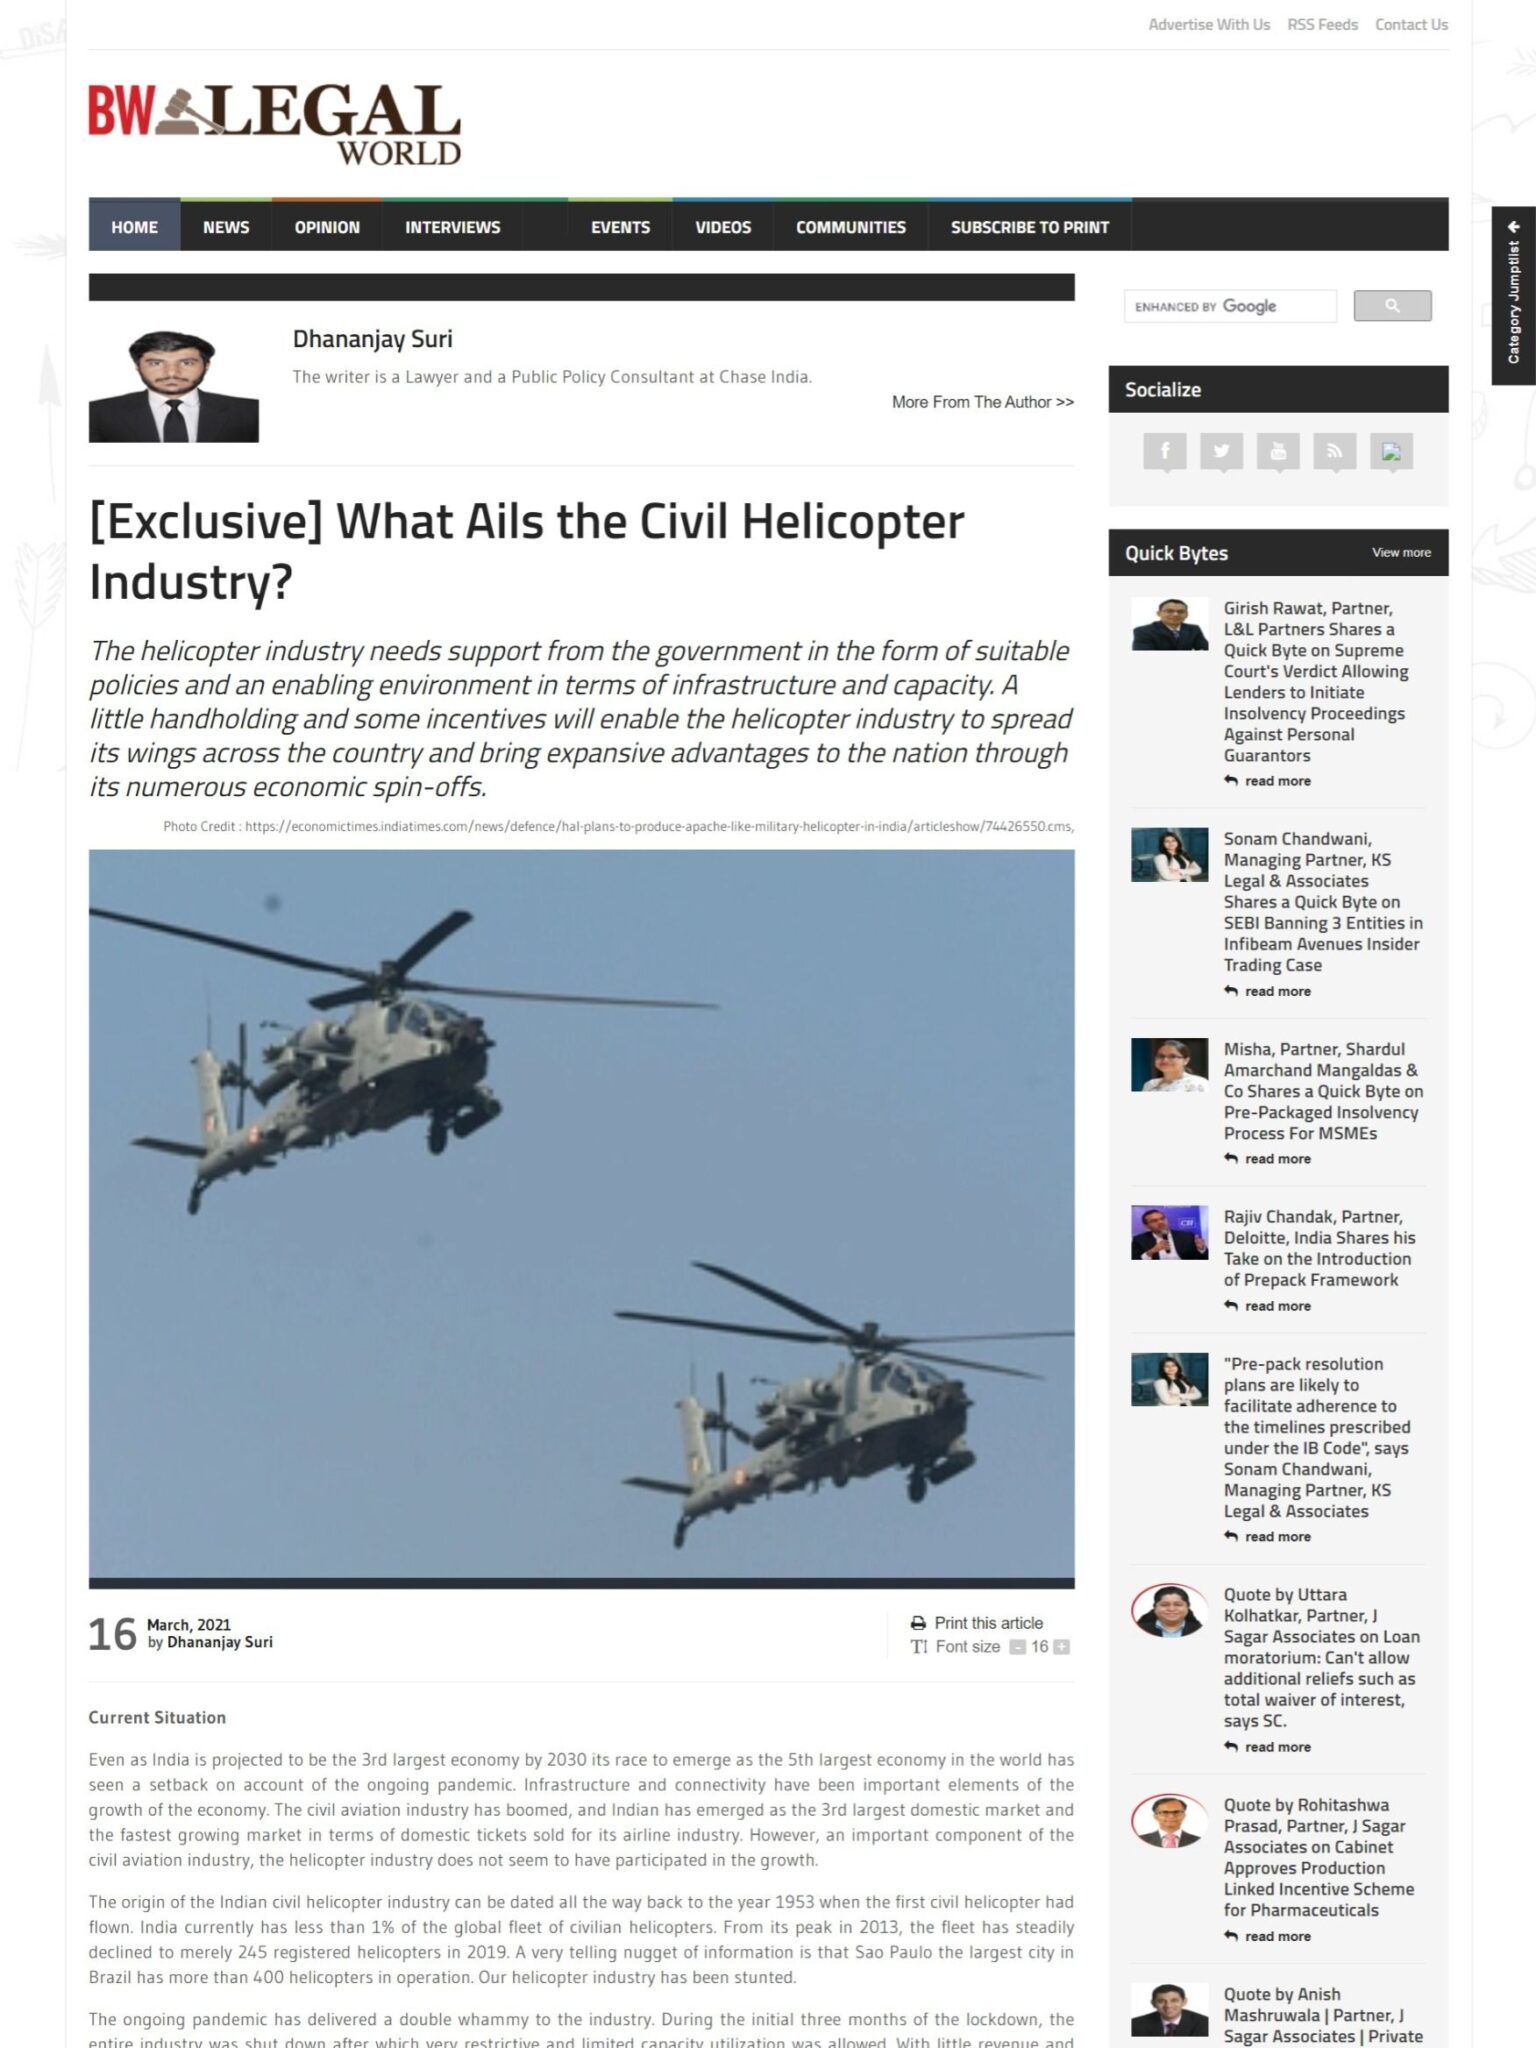 Advertise With Us RSS Feeds Contact Us
BW LEGAL
WORLD
HOME NEWS OPINION INTERVIEWS EVENTS VIDEOS COMMUNITIES SUBSCRIBE TO PRINT
Category Jumptlist
Dhananjay Suri
The writer is a Lawyer and a Public Policy Consultant at Chase India.
More From The Author >>
[Exclusive] What Ails the Civil Helicopter
Industry?
The helicopter industry needs support from the government in the form of suitable
policies and an enabling environment in terms of infrastructure and capacity. A
little handholding and some incentives will enable the helicopter industry to spread
its wings across the country and bring expansive advantages to the nation through
its numerous economic spin-offs.
Photo Credit : https://economictimes.indiatimes.com/news/defence/hal-plans-to-produce-apache-like-military-helicopter-in-india/articleshow/74426550.cms,
16 March, 2021
by Dhananjay Suri
Print this article
Font size - 16 +
Current Situation
Even as India is projected to be the 3rd largest economy by 2030 its race to emerge as the 5th largest economy in the world has
seen a setback on account of the ongoing pandemic. Infrastructure and connectivity have been important elements of the
growth of the economy. The civil aviation industry has boomed, and Indian has emerged as the 3rd largest domestic market and
the fastest growing market in terms of domestic tickets sold for its airline industry. However, an important component of the
civil aviation industry, the helicopter industry does not seem to have participated in the growth.
The origin of the Indian civil helicopter industry can be dated all the way back to the year 1953 when the first civil helicopter had
flown. India currently has less than 1% of the global fleet of civilian helicopters. From its peak in 2013, the fleet has steadily
declined to merely 245 registered helicopters in 2019. A very telling nugget of information is that Sao Paulo the largest city in
Brazil has more than 400 helicopters in operation. Our helicopter industry has been stunted.
The ongoing pandemic has delivered a double whammy to the industry. During the initial three months of the lockdown, the
entire industry was shut down after which very restrictive and limited capacity utilization was allowed. With little revenue and
ENHANCED BY Google
Socialize
Quick Bytes View more
Girish Rawat, Partner,
L&L Partners Shares a
Quick Byte on Supreme
Court's Verdict Allowing
Lenders to Initiate
Insolvency Proceedings
Against Personal
Guarantors
read more
Sonam Chandwani,
Managing Partner, KS
Legal & Associates
Shares a Quick Byte on
SEBI Banning 3 Entities in
Infibeam Avenues Insider
Trading Case
read more
Misha, Partner, Shardul
Amarchand Mangaldas &
Co Shares a Quick Byte on
Pre-Packaged Insolvency
Process For MSMEs
read more
Rajiv Chandak, Partner,
Deloitte, India Shares his
Take on the Introduction
of Prepack Framework
read more
"Pre-pack resolution
plans are likely to
facilitate adherence to
the timelines prescribed
under the IB Code", says
Sonam Chandwani,
Managing Partner, KS
Legal & Associates
read more
Quote by Uttara
Kolhatkar, Partner, J
Sagar Associates on Loan
moratorium: Can't allow
additional reliefs such as
total waiver of interest,
says SC.
read more
Quote by Rohitashwa
Prasad, Partner, J Sagar
Associates on Cabinet
Approves Production
Linked Incentive Scheme
for Pharmaceuticals
read more
Quote by Anish
Mashruwala | Partner, J
Sagar Associates | Private